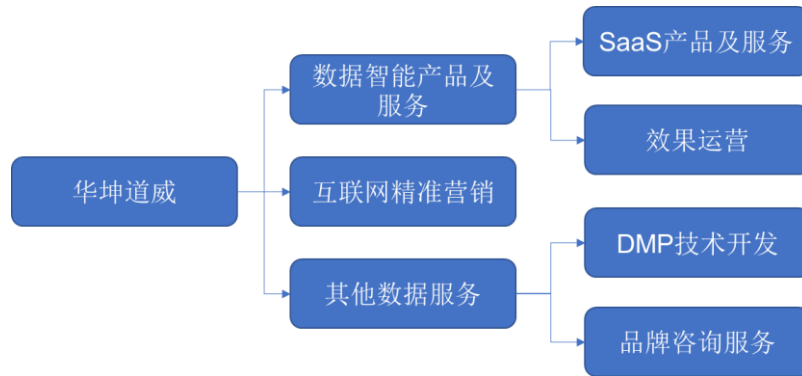 SaaS产品及服务
数据智能产品及
服务
效果运营
华坤道威
互联网精准营销
DMP技术开发
其他数据服务
品牌咨询服务